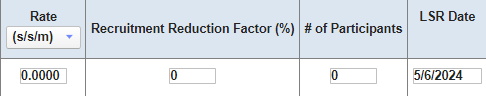 Rate
(s/s/m)
Recruitment Reduction Factor (%)
# of Participants
LSR Date
0.0000
0
0
5/6/2024